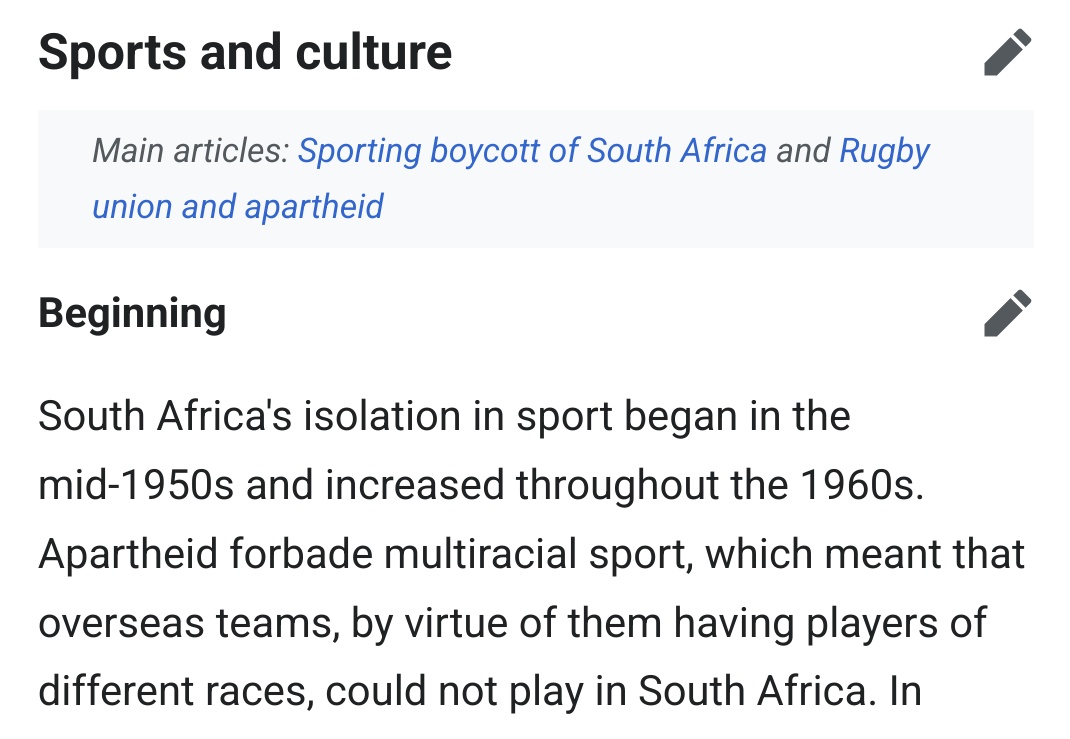 Sports and culture
Main articles: Sporting boycott of South Africa and Rugby
union and apartheid
Beginning
South Africa's isolation in sport began in the
mid-1950s and increased throughout the 1960s.
Apartheid forbade multiracial sport, which meant that
overseas teams, by virtue of them having players of
different races, could not play in South Africa. In